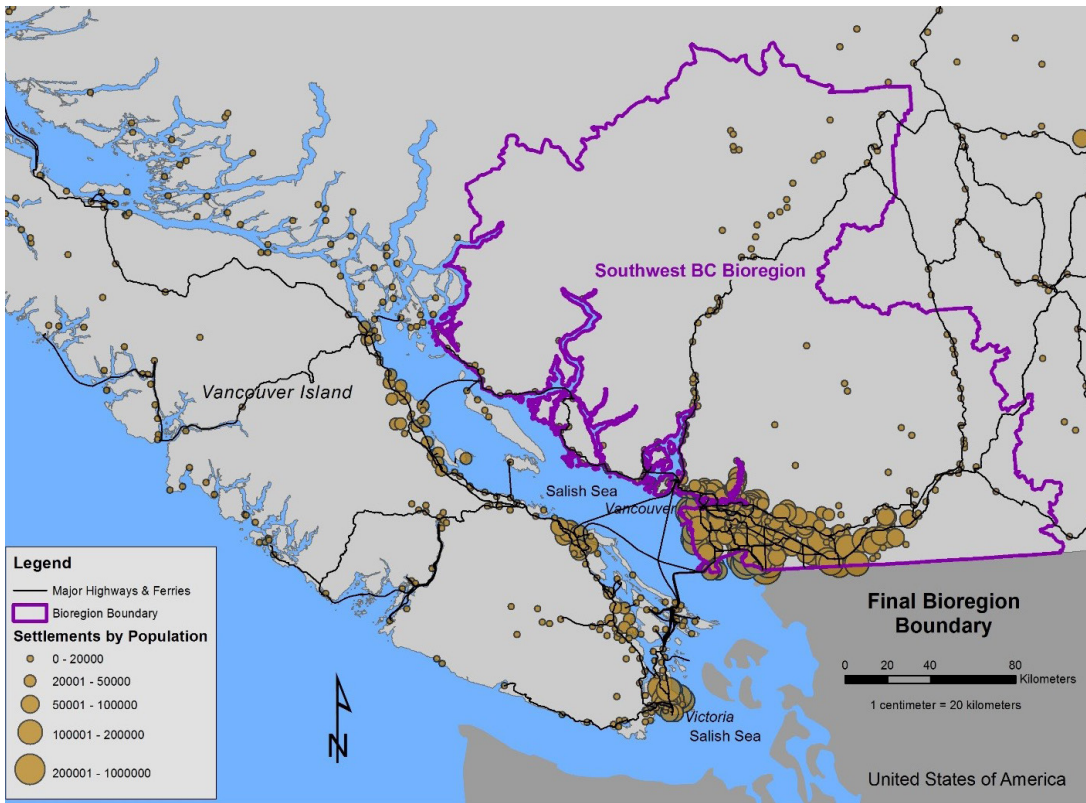 Southwest BC Bioregion
Vancouver Island
Salish Sea
Vancouver
Legend
Major Highways & Ferries
Bioregion Boundary
Settlements by Population
0 - 20000
20001 - 50000
50001 - 100000
100001 - 200000
200001 - 1000000
N
Victoria
Salish Sea
Final Bioregion
Boundary
0 20 40 80
Kilometers
1 centimeter = 20 kilometers
United States of America